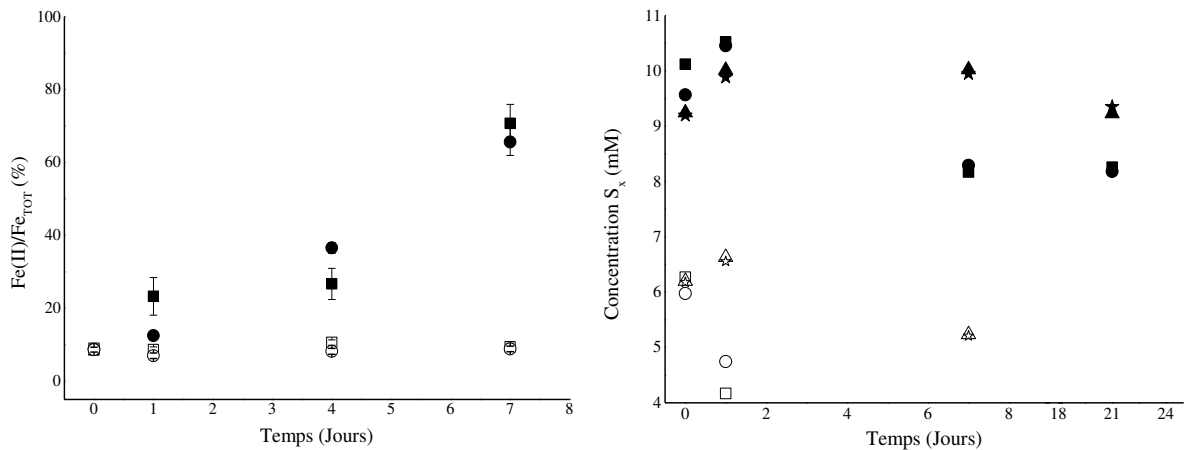 Fe(II)/Fe_TOT (%)
100
80
60
40
20
0
0 1 2 3 4 5 6 7 8
Temps (Jours)
Concentration S_x (mM)
11
10
9
8
7
6
5
4
0 2 4 6 8 18 21 24
Temps (Jours)